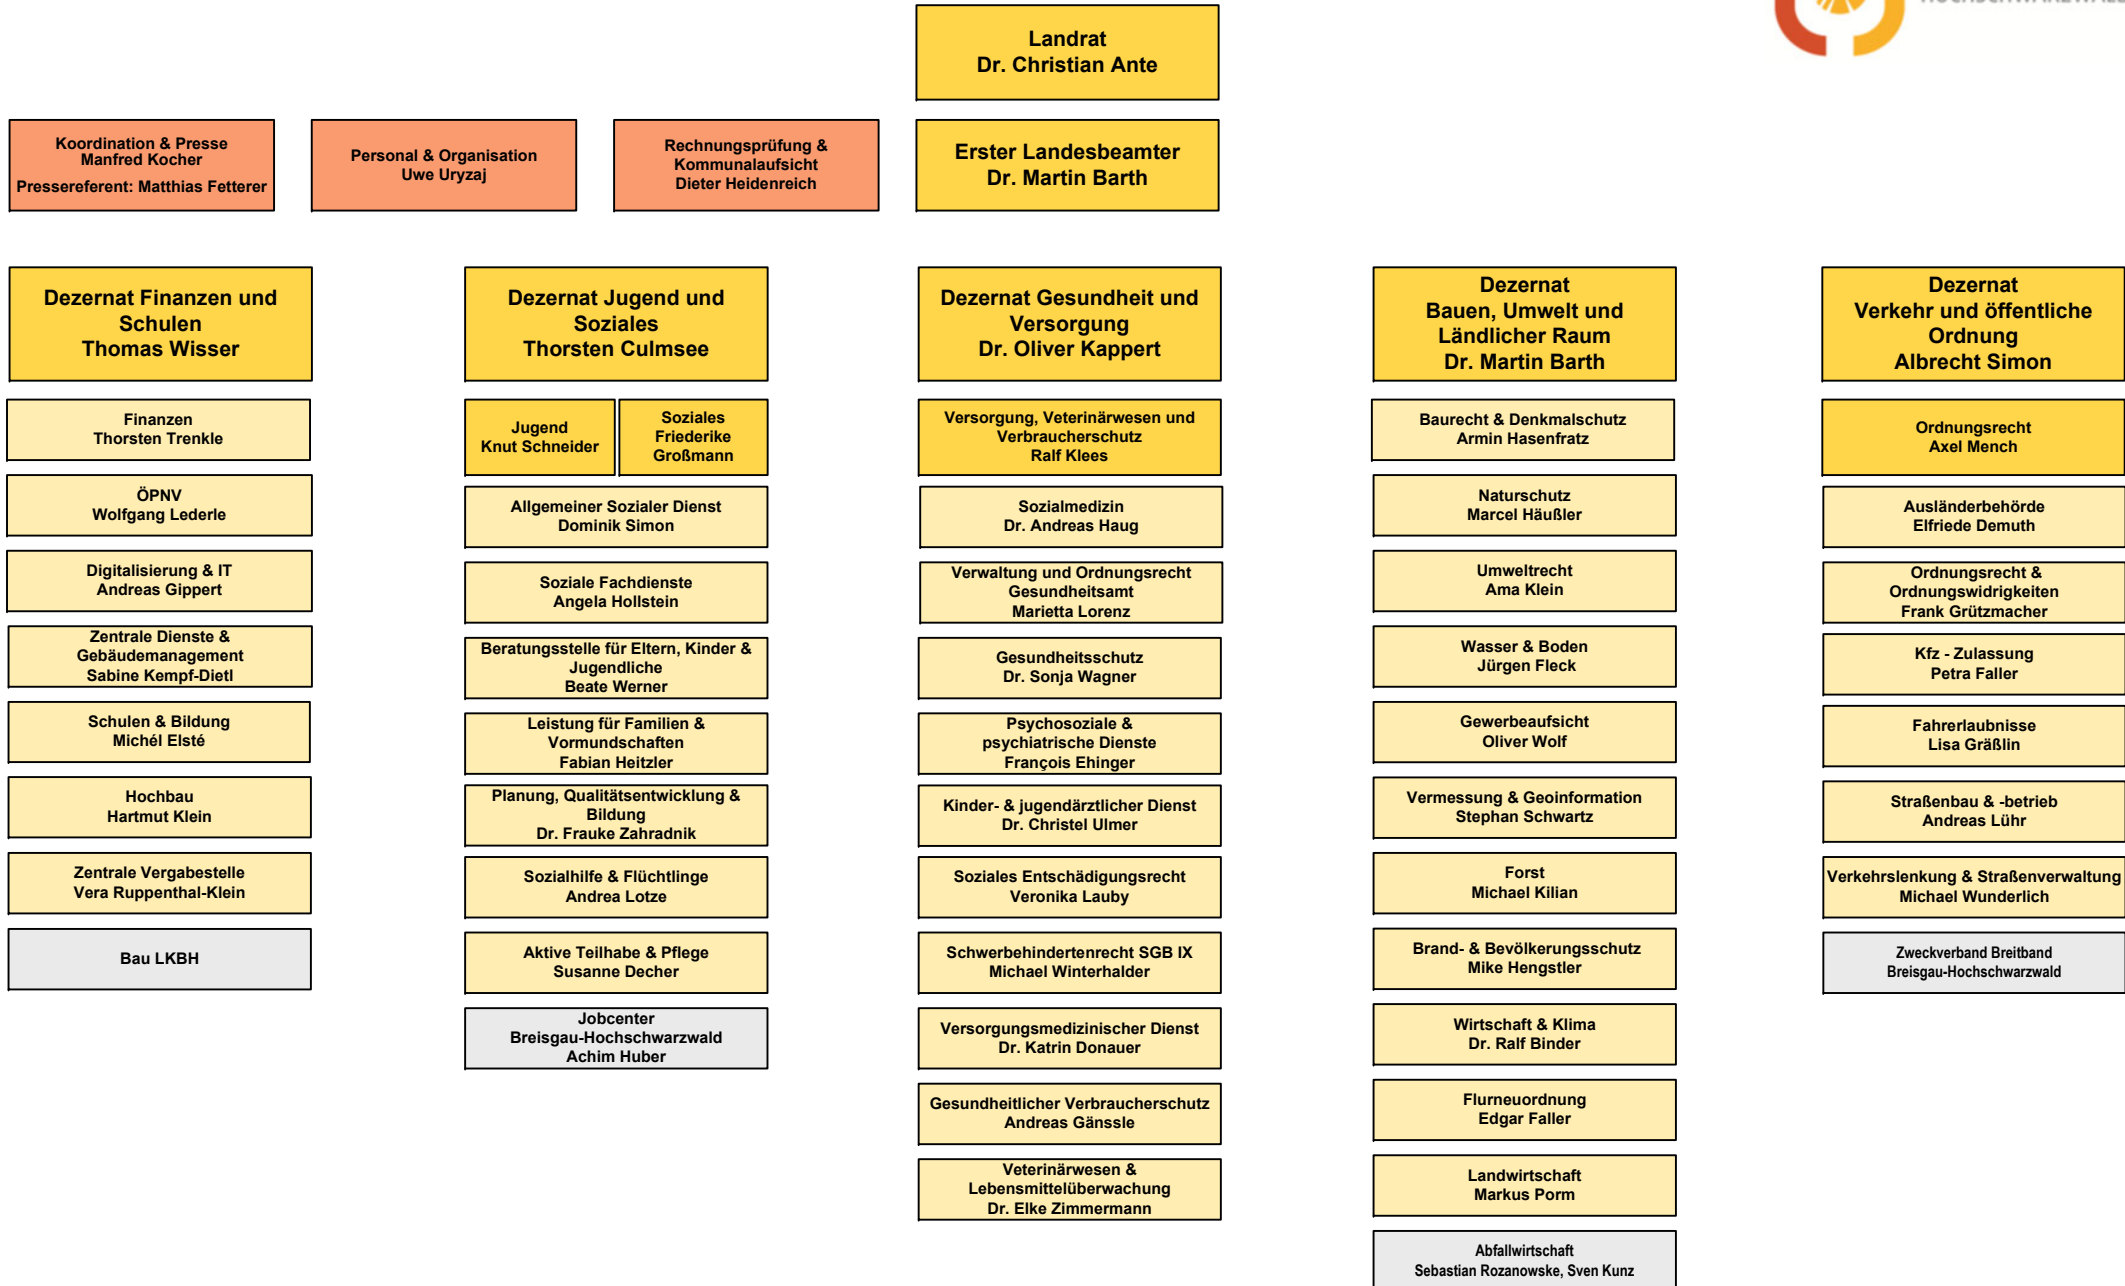 Landrat
Dr. Christian Ante
Koordination & Presse
Manfred Kocher
Pressereferent: Matthias Fetterer
Personal & Organisation
Uwe Uryzaj
Rechnungsprüfung &
Kommunalaufsicht
Dieter Heidenreich
Erster Landesbeamter
Dr. Martin Barth
Dezernat Finanzen und
Schulen
Thomas Wisser
Finanzen
Thorsten Trenkle
ÖPNV
Wolfgang Lederle
Digitalisierung & IT
Andreas Gippert
Zentrale Dienste &
Gebäudemanagement
Sabine Kempf-Dietl
Schulen & Bildung
Michél Elsté
Hochbau
Hartmut Klein
Zentrale Vergabestelle
Vera Ruppenthal-Klein
Bau LKBH
Dezernat Jugend und
Soziales
Thorsten Culmsee
Jugend
Knut Schneider
Soziales
Friederike
Großmann
Allgemeiner Sozialer Dienst
Dominik Simon
Soziale Fachdienste
Angela Hollstein
Beratungsstelle für Eltern, Kinder &
Jugendliche
Beate Werner
Leistung für Familien &
Vormundschaften
Fabian Heitzler
Planung, Qualitätsentwicklung &
Bildung
Dr. Frauke Zahradnik
Sozialhilfe & Flüchtlinge
Andrea Lotze
Aktive Teilhabe & Pflege
Susanne Decher
Jobcenter
Breisgau-Hochschwarzwald
Achim Huber
Dezernat Gesundheit und
Versorgung
Dr. Oliver Kappert
Versorgung, Veterinärwesen und
Verbraucherschutz
Ralf Klees
Sozialmedizin
Dr. Andreas Haug
Verwaltung und Ordnungsrecht
Gesundheitsamt
Marietta Lorenz
Gesundheitsschutz
Dr. Sonja Wagner
Psychosoziale &
psychiatrische Dienste
François Ehinger
Kinder- & jugendärztlicher Dienst
Dr. Christel Ulmer
Soziales Entschädigungsrecht
Veronika Lauby
Schwerbehindertenrecht SGB IX
Michael Winterhalder
Versorgungsmedizinischer Dienst
Dr. Katrin Donauer
Gesundheitlicher Verbraucherschutz
Andreas Gänssle
Veterinärwesen &
Lebensmittelüberwachung
Dr. Elke Zimmermann
Dezernat
Bauen, Umwelt und
Ländlicher Raum
Dr. Martin Barth
Baurecht & Denkmalschutz
Armin Hasenfratz
Naturschutz
Marcel Häußler
Umweltrecht
Ama Klein
Wasser & Boden
Jürgen Fleck
Gewerbeaufsicht
Oliver Wolf
Vermessung & Geoinformation
Stephan Schwartz
Forst
Michael Kilian
Brand- & Bevölkerungsschutz
Mike Hengstler
Wirtschaft & Klima
Dr. Ralf Binder
Flurneuordnung
Edgar Faller
Landwirtschaft
Markus Porm
Abfallwirtschaft
Sebastian Rozanowske, Sven Kunz
Dezernat
Verkehr und öffentliche
Ordnung
Albrecht Simon
Ordnungsrecht
Axel Mench
Ausländerbehörde
Elfriede Demuth
Ordnungsrecht &
Ordnungswidrigkeiten
Frank Grützmacher
Kfz - Zulassung
Petra Faller
Fahrerlaubnisse
Lisa Gräßlin
Straßenbau & -betrieb
Andreas Lühr
Verkehrslenkung & Straßenverwaltung
Michael Wunderlich
Zweckverband Breitband
Breisgau-Hochschwarzwald